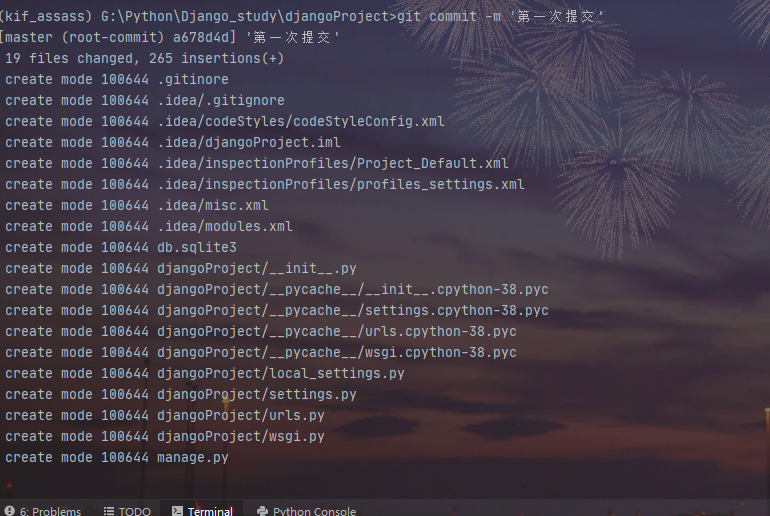 (kif_assass) G:\Python\Django_study\djangoProject>git commit -m '第一次提交'
[master (root-commit) a678d4d] '第一次提交'
 19 files changed, 265 insertions(+)
 create mode 100644 .gitinore
 create mode 100644 .idea/.gitignore
 create mode 100644 .idea/codeStyles/codeStyleConfig.xml
 create mode 100644 .idea/djangoProject.iml
 create mode 100644 .idea/inspectionProfiles/Project_Default.xml
 create mode 100644 .idea/inspectionProfiles/profiles_settings.xml
 create mode 100644 .idea/misc.xml
 create mode 100644 .idea/modules.xml
 create mode 100644 db.sqlite3
 create mode 100644 djangoProject/__init__.py
 create mode 100644 djangoProject/__pycache__/__init__.cpython-38.pyc
 create mode 100644 djangoProject/__pycache__/settings.cpython-38.pyc
 create mode 100644 djangoProject/__pycache__/urls.cpython-38.pyc
 create mode 100644 djangoProject/__pycache__/wsgi.cpython-38.pyc
 create mode 100644 djangoProject/local_settings.py
 create mode 100644 djangoProject/settings.py
 create mode 100644 djangoProject/urls.py
 create mode 100644 djangoProject/wsgi.py
 create mode 100644 manage.py
6: Problems TODO Terminal Python Console